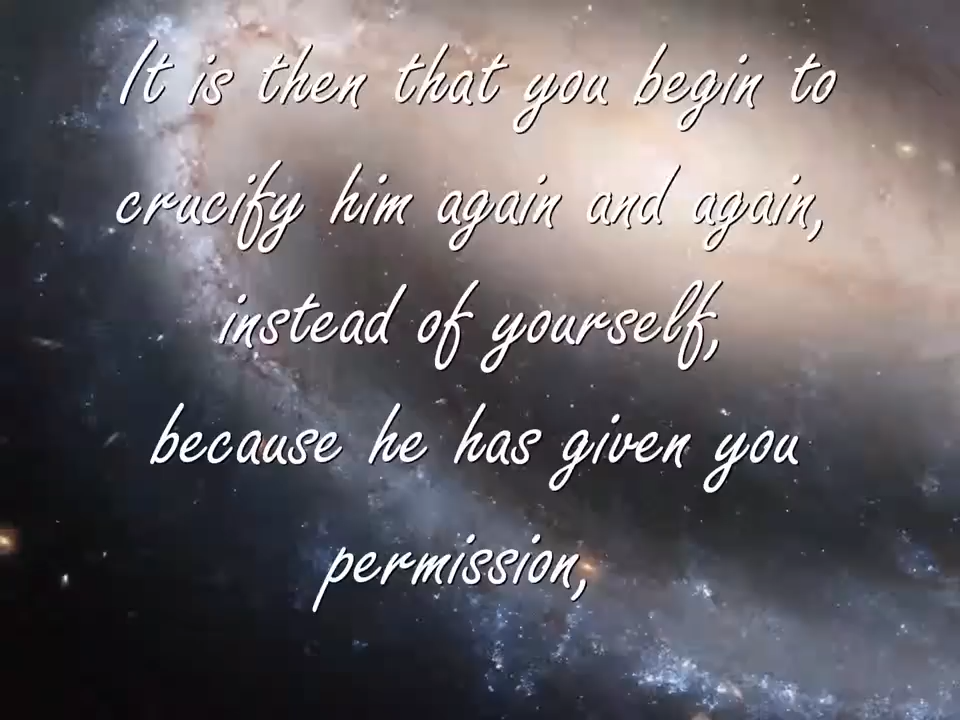 It is then that you begin to
crucify him again and again,
instead of yourself,
because he has given you
permission,